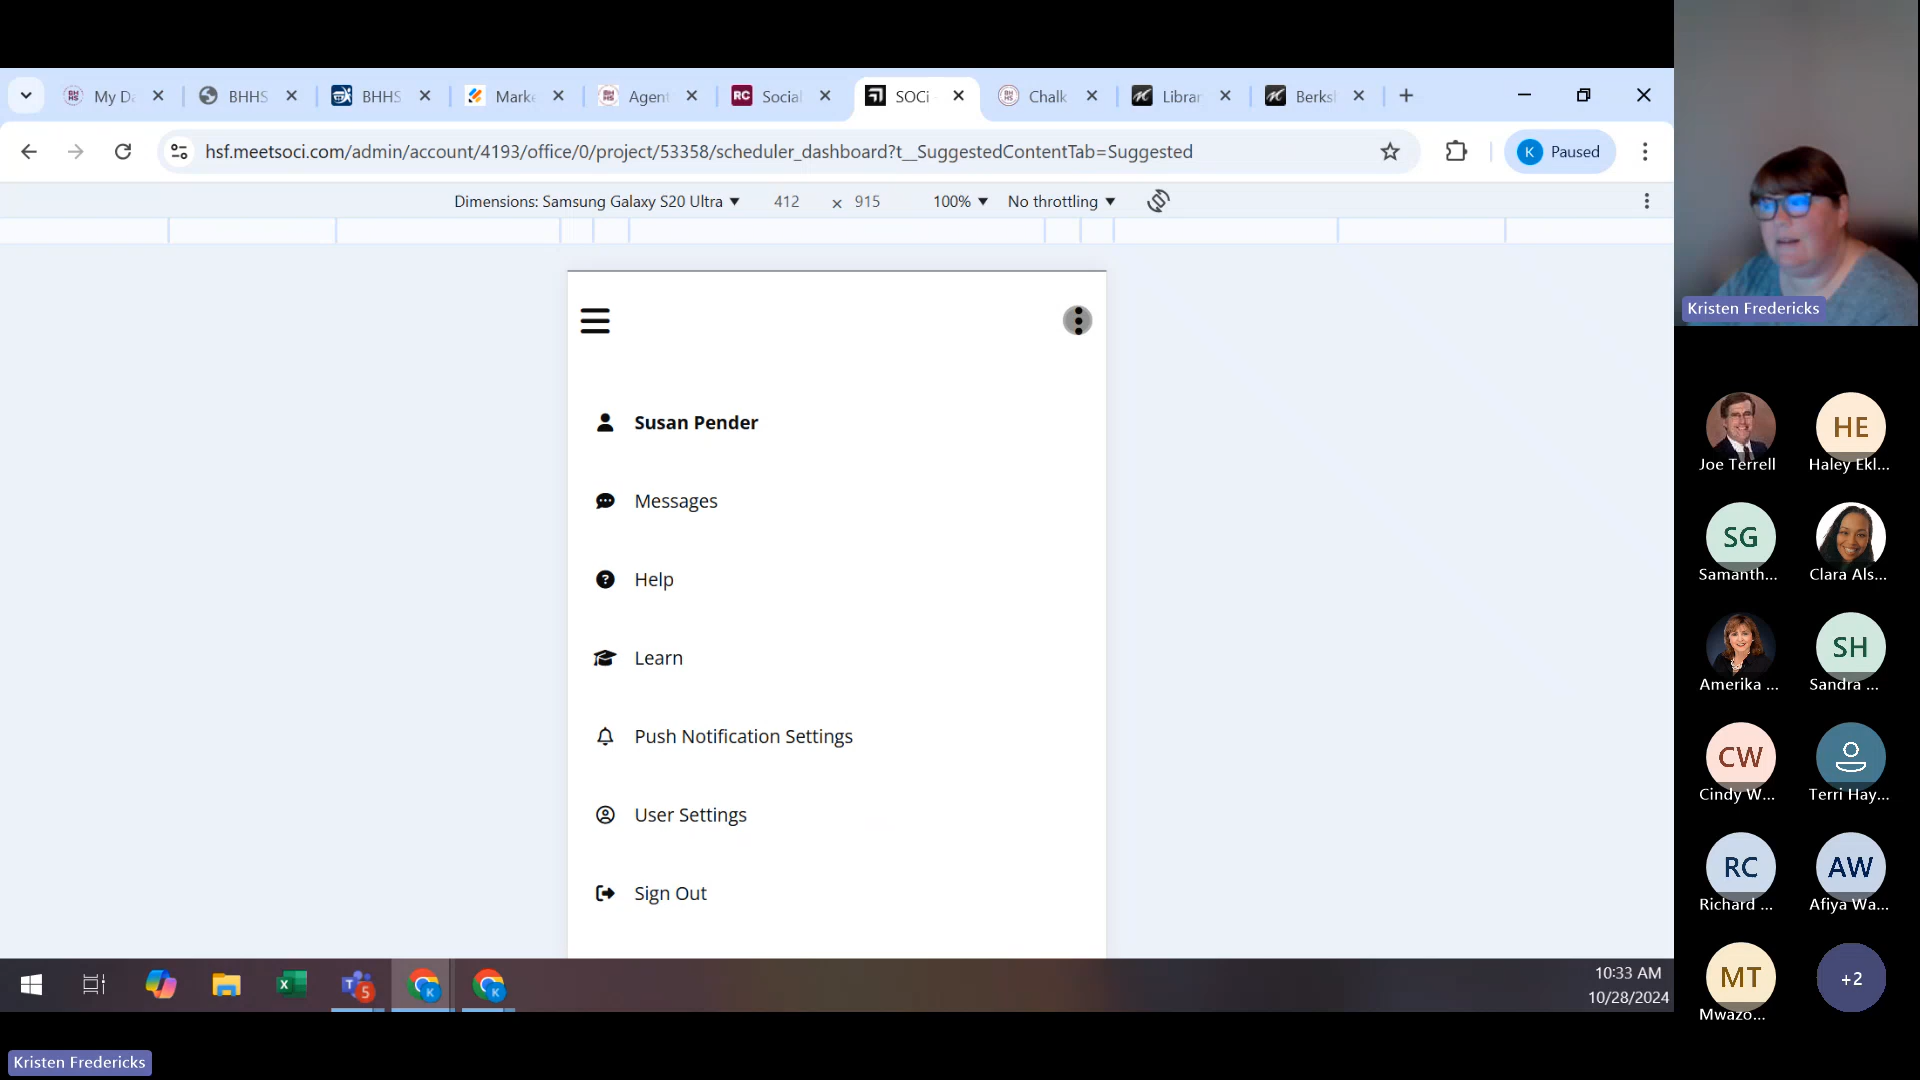 My Da
BHHS
BHHS
Marke
Agen
RC
Social
SOCi
Chalk
Librar
Berks
hsf.meetsoci.com/admin/account/4193/office/0/project/53358/scheduler_dashboard?t__SuggestedContentTab=Suggested
K
Paused
Dimensions: Samsung Galaxy S20 Ultra
412
x
915
100%
No throttling
Susan Pender
Messages
Help
Learn
Push Notification Settings
User Settings
Sign Out
10:33 AM
10/28/2024
Kristen Fredericks
Joe Terrell
HE
Haley Ekl...
SG
Samanth...
Clara Als...
Amerika ...
SH
Sandra ...
CW
Cindy W...
Terri Hay...
RC
Richard ...
AW
Afiya Wa...
MT
Mwazo...
+2
Kristen Fredericks